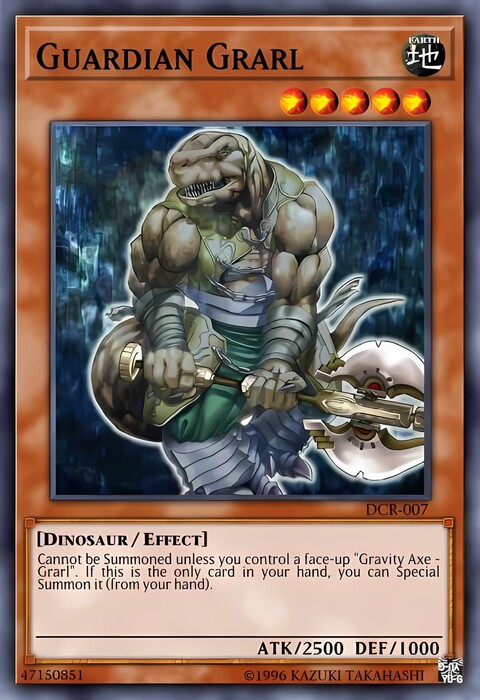 GUARDIAN GRARL
EARTH
地
DCR-007
[DINOSAUR / EFFECT]
Cannot be Summoned unless you control a face-up "Gravity Axe -
Grarl". If this is the only card in your hand, you can Special
Summon it (from your hand).
ATK/2500 DEF/1000
47150851
©1996 KAZUKI TAKAHASHI